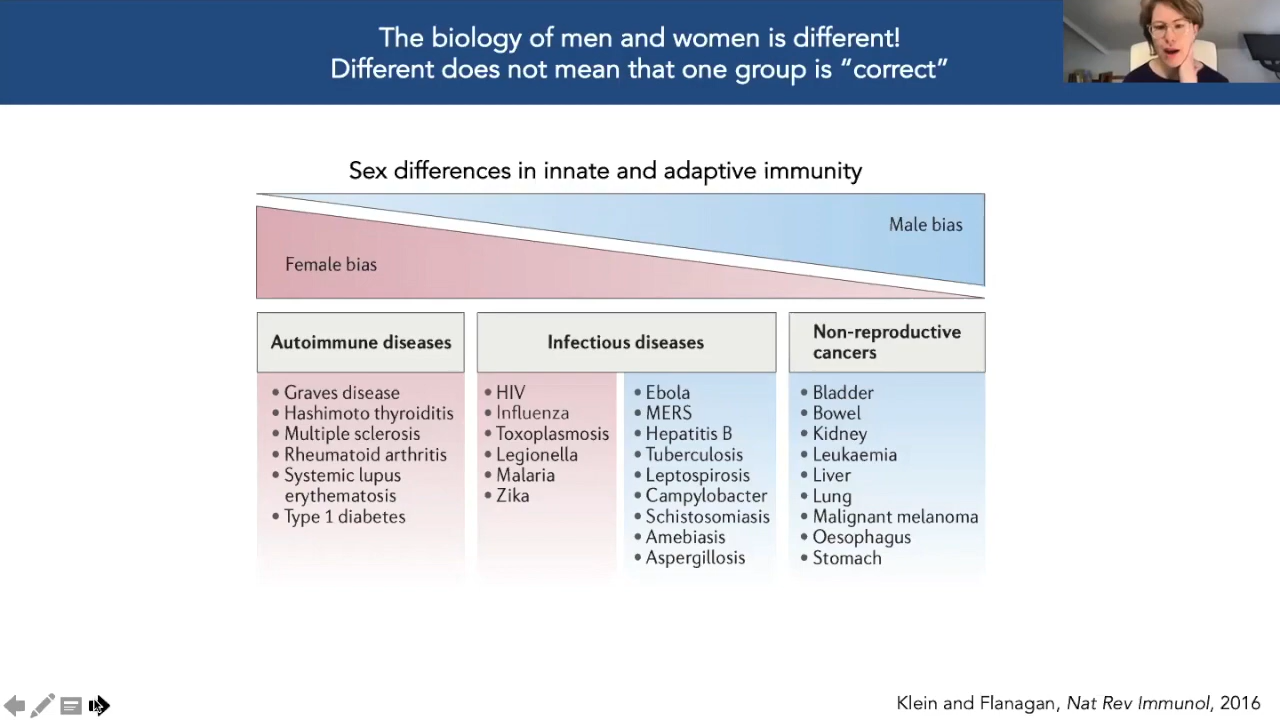 The biology of men and women is different!
Different does not mean that one group is “correct”
Sex differences in innate and adaptive immunity
Male bias
Female bias
Autoimmune diseases
• Graves disease
• Hashimoto thyroiditis
• Multiple sclerosis
• Rheumatoid arthritis
• Systemic lupus
erythematosis
• Type 1 diabetes
Infectious diseases
• HIV
• Influenza
• Toxoplasmosis
• Legionella
• Malaria
• Zika
• Ebola
• MERS
• Hepatitis B
• Tuberculosis
• Leptospirosis
• Campylobacter
• Schistosomiasis
• Amebiasis
• Aspergillosis
Non-reproductive
cancers
• Bladder
• Bowel
• Kidney
• Leukaemia
• Liver
• Lung
• Malignant melanoma
• Oesophagus
• Stomach
Klein and Flanagan, Nat Rev Immunol, 2016